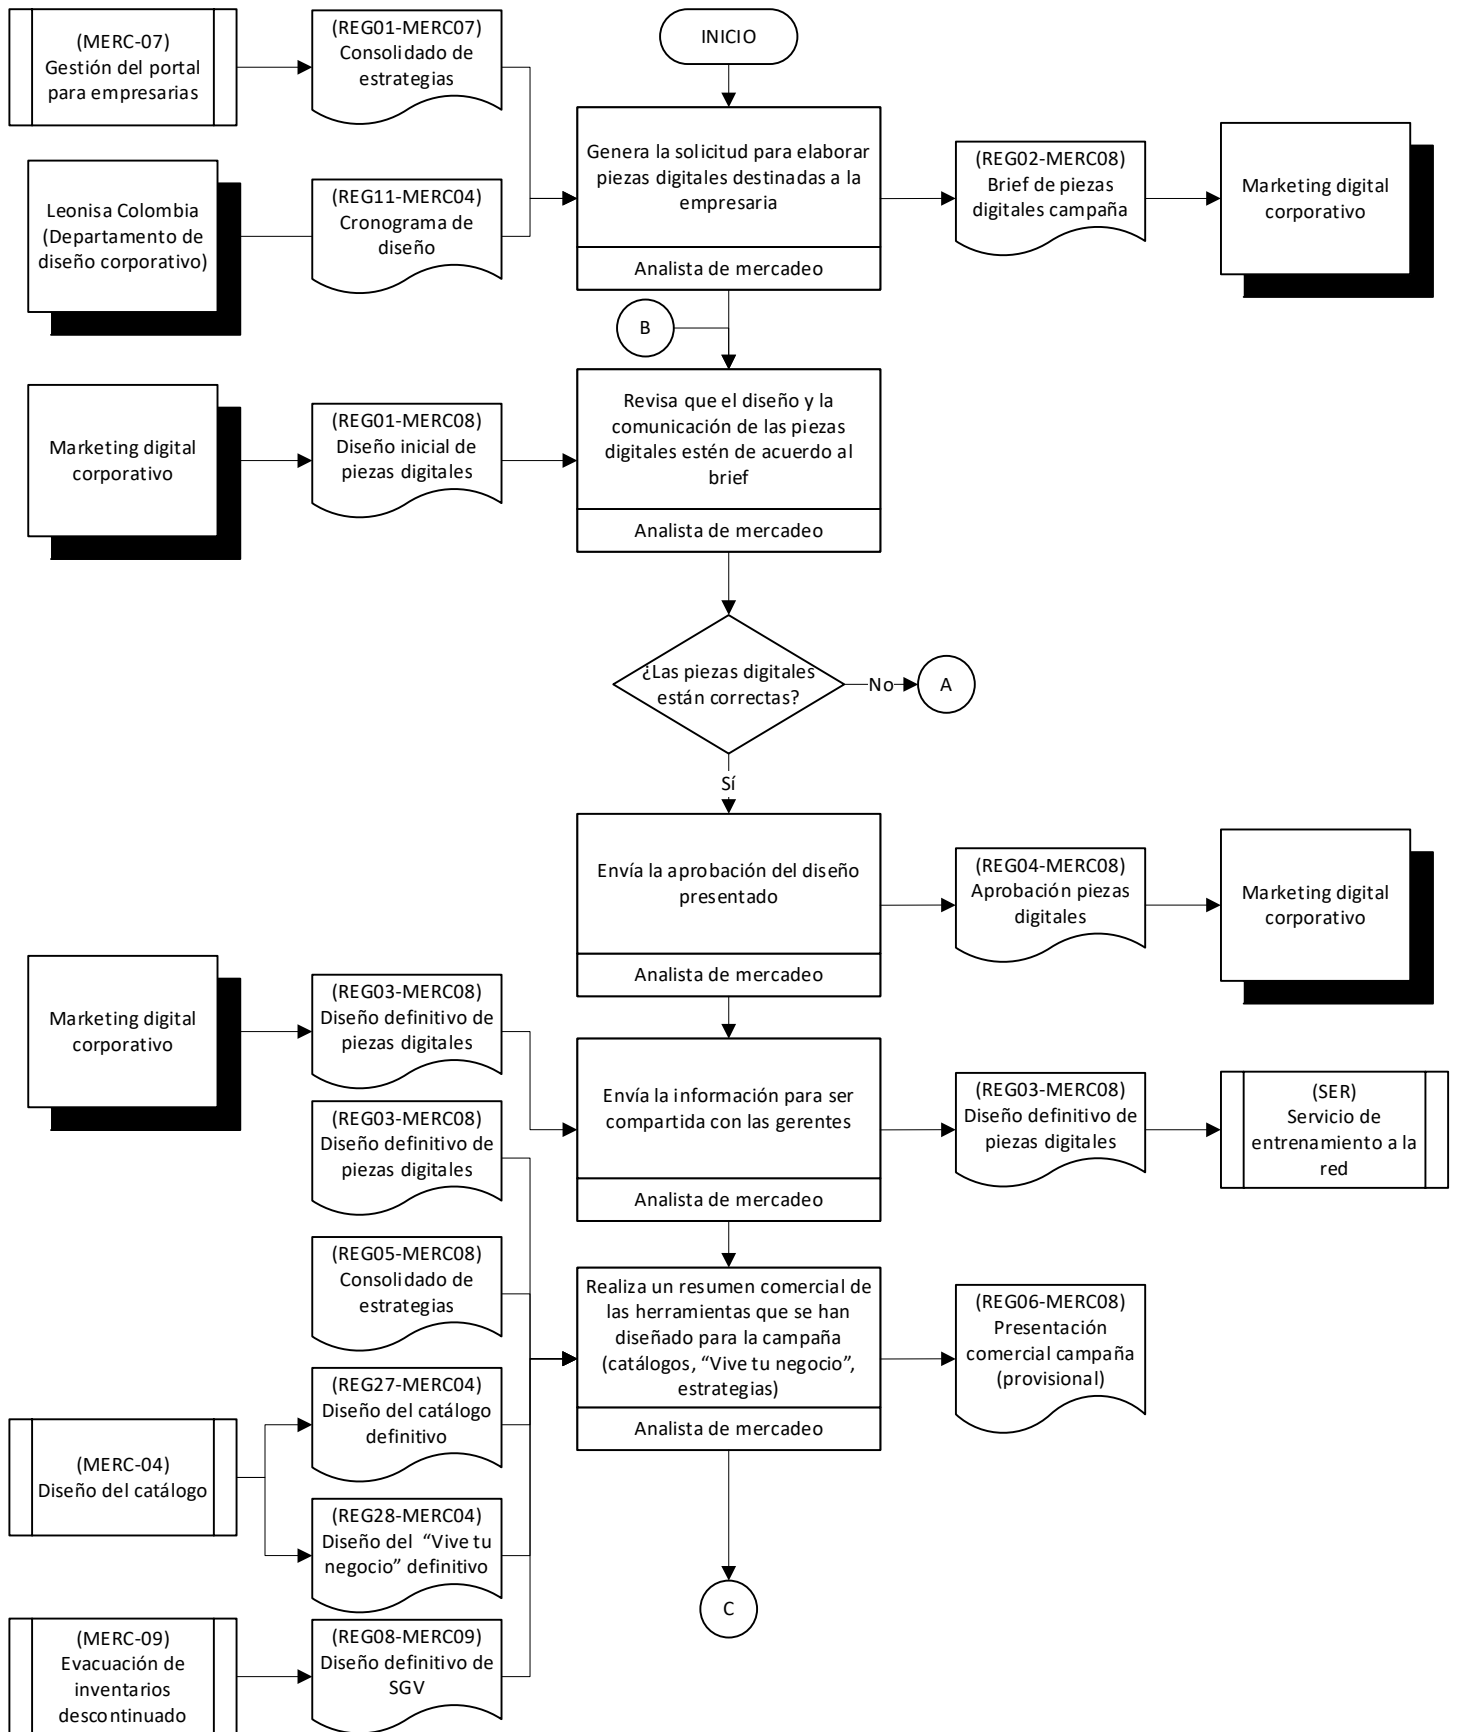 (MERC-07)
Gestión del portal
para empresarias
(REG01-MERC07)
Consolidado de
estrategias
INICIO
Leonisa Colombia
(Departamento de
diseño corporativo)
(REG11-MERC04)
Cronograma de
diseño
Genera la solicitud para elaborar
piezas digitales destinadas a la
empresaria
Analista de mercadeo
(REG02-MERC08)
Brief de piezas
digitales campaña
Marketing digital
corporativo
B
Marketing digital
corporativo
(REG01-MERC08)
Diseño inicial de
piezas digitales
Revisa que el diseño y la
comunicación de las piezas
digitales estén de acuerdo al
brief
Analista de mercadeo
¿Las piezas digitales
están correctas?
No
A
Sí
Envía la aprobación del diseño
presentado
Analista de mercadeo
(REG04-MERC08)
Aprobación piezas
digitales
Marketing digital
corporativo
Marketing digital
corporativo
(REG03-MERC08)
Diseño definitivo de
piezas digitales
Envía la información para ser
compartida con las gerentes
Analista de mercadeo
(REG03-MERC08)
Diseño definitivo de
piezas digitales
(SER)
Servicio de
entrenamiento a la
red
(REG03-MERC08)
Diseño definitivo de
piezas digitales
(REG05-MERC08)
Consolidado de
estrategias
Realiza un resumen comercial de
las herramientas que se han
diseñado para la campaña
(catálogos, “Vive tu negocio”,
estrategias)
Analista de mercadeo
(REG06-MERC08)
Presentación
comercial campaña
(provisional)
(MERC-04)
Diseño del catálogo
(REG27-MERC04)
Diseño del catálogo
definitivo
(REG28-MERC04)
Diseño del “Vive tu
negocio” definitivo
C
(MERC-09)
Evacuación de
inventarios
descontinuado
(REG08-MERC09)
Diseño definitivo de
SGV